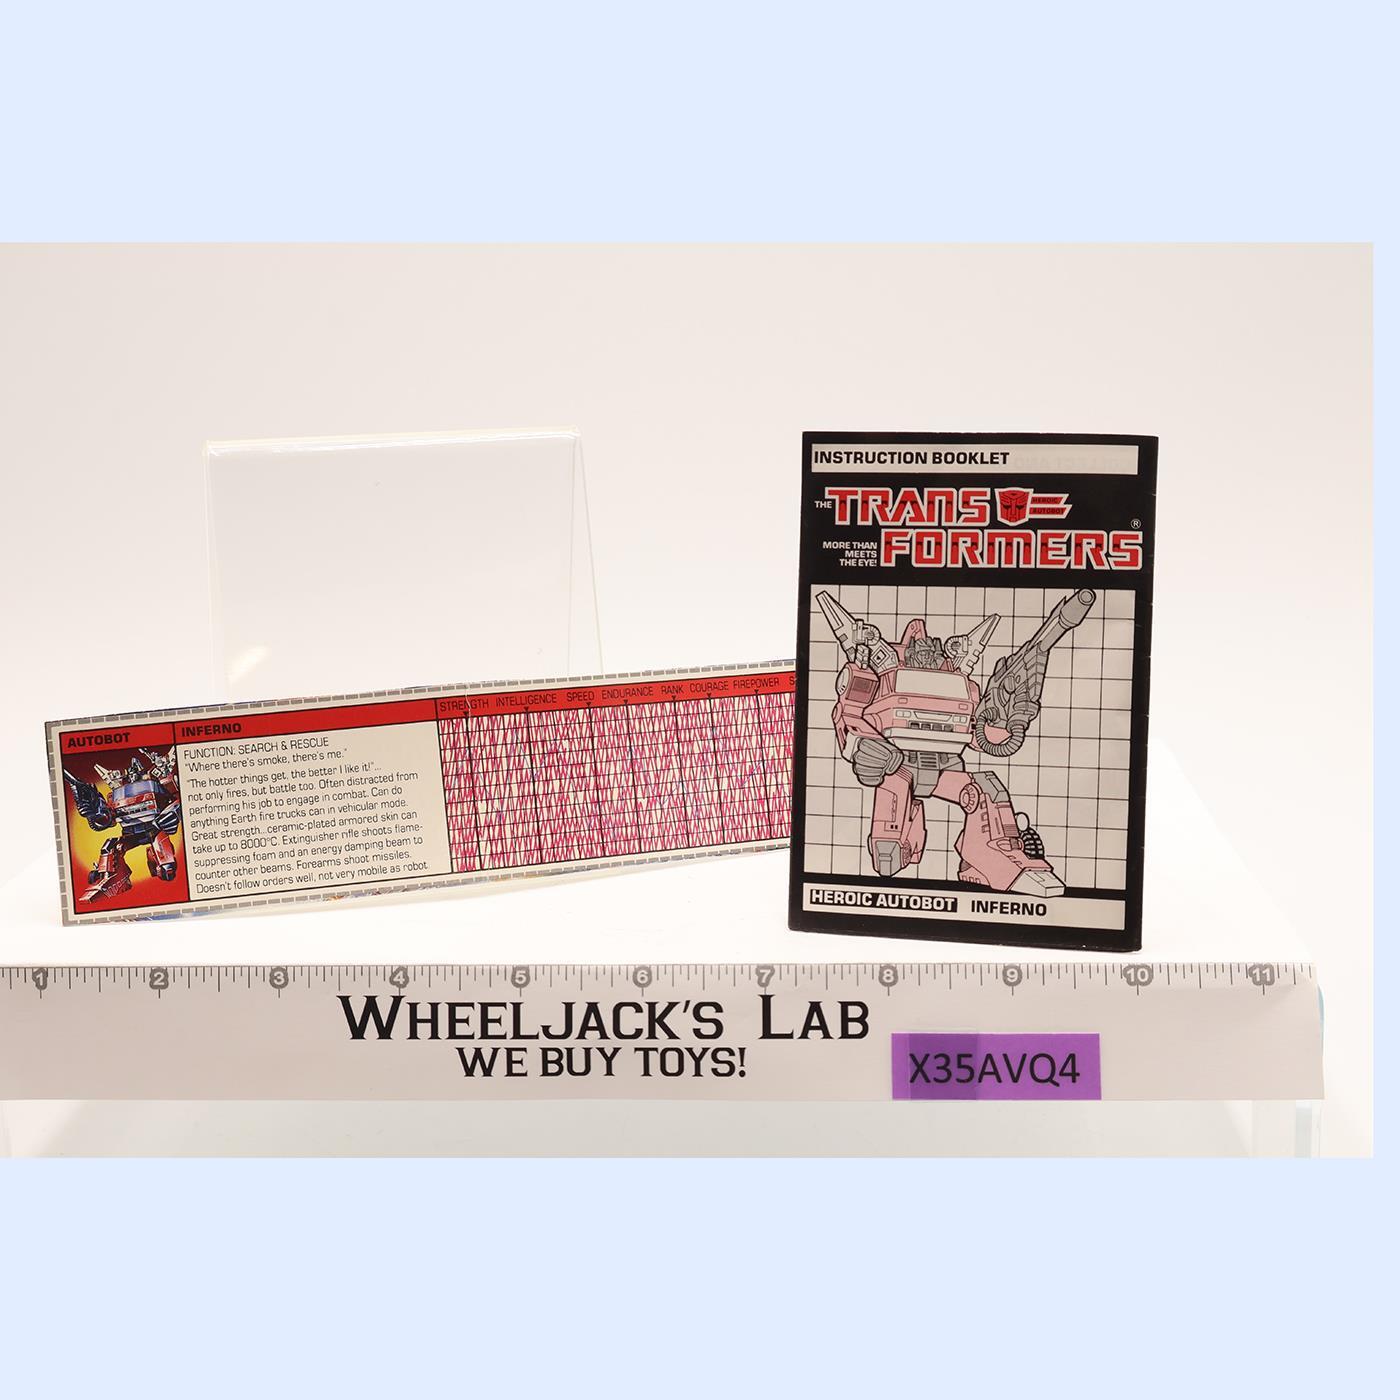 AUTOBOT
INFERNO
FUNCTION: SEARCH & RESCUE
"Where there's smoke, there's me."
"The hotter things get, the better I like it!"...
not only fires, but battle too. Often distracted from
performing his job to engage in combat. Can do
anything Earth fire trucks can in vehicular mode.
Great strength...ceramic-plated armored skin can
take up to 8000°C. Extinguisher rifle shoots flame-
suppressing foam and an energy damping beam to
counter other beams. Forearms shoot missiles.
Doesn't follow orders well, not very mobile as robot.
STRENGTH INTELLIGENCE SPEED ENDURANCE RANK COURAGE FIREPOWER S
INSTRUCTION BOOKLET
THE TRANSFORMERS ®
HEROIC
AUTOBOT
MORE THAN
MEETS
THE EYE!
HEROIC AUTOBOT INFERNO
1 2 3 4 5 6 7 8 9 10 11
WHEELJACK'S LAB
WE BUY TOYS!
X35AVQ4